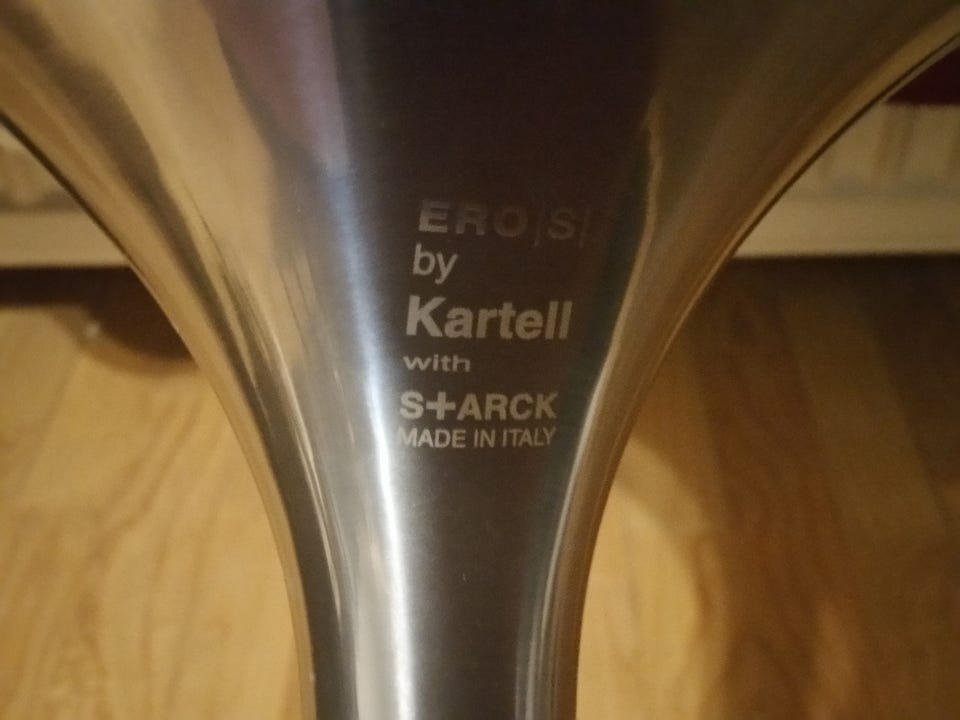 ERO|S|
by
Kartell
with
S+ARCK
MADE IN ITALY